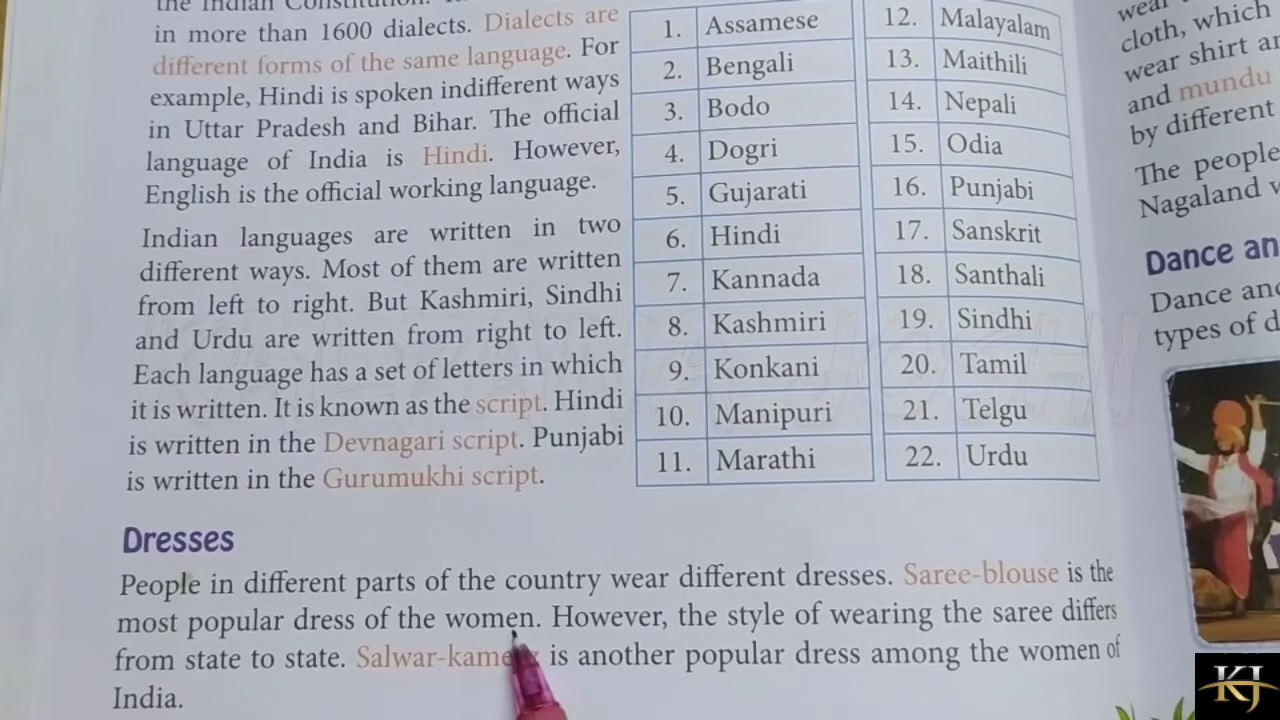 the Indian Constitution.
in more than 1600 dialects. Dialects are
different forms of the same language. For
example, Hindi is spoken indifferent ways
in Uttar Pradesh and Bihar. The official
language of India is Hindi. However,
English is the official working language.
Indian languages are written in two
different ways. Most of them are written
from left to right. But Kashmiri, Sindhi
and Urdu are written from right to left.
Each language has a set of letters in which
it is written. It is known as the script. Hindi
is written in the Devnagari script. Punjabi
is written in the Gurumukhi script.
1. Assamese
2. Bengali
3. Bodo
4. Dogri
5. Gujarati
6. Hindi
7. Kannada
8. Kashmiri
9. Konkani
10. Manipuri
11. Marathi
12. Malayalam
13. Maithili
14. Nepali
15. Odia
16. Punjabi
17. Sanskrit
18. Santhali
19. Sindhi
20. Tamil
21. Telgu
22. Urdu
Dresses
People in different parts of the country wear different dresses. Saree-blouse is the
most popular dress of the women. However, the style of wearing the saree differs
from state to state. Salwar-kame is another popular dress among the women of
India.
wear
cloth, which
wear shirt
and mundu
by different
The people
Nagaland
Dance an
Dance and
types of d
KJ